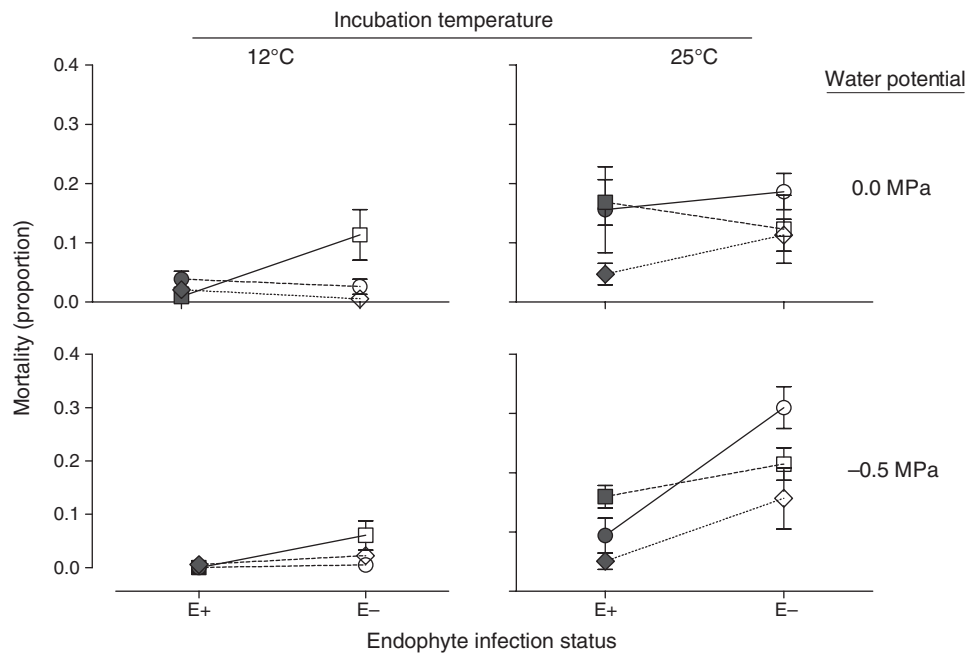 Incubation temperature
12°C
25°C
Water potential
0.4
0.3
0.2
0.1
0.0
0.0 MPa
Mortality (proportion)
0.4
0.3
0.2
0.1
0.0
–0.5 MPa
E+
E–
E+
E–
Endophyte infection status